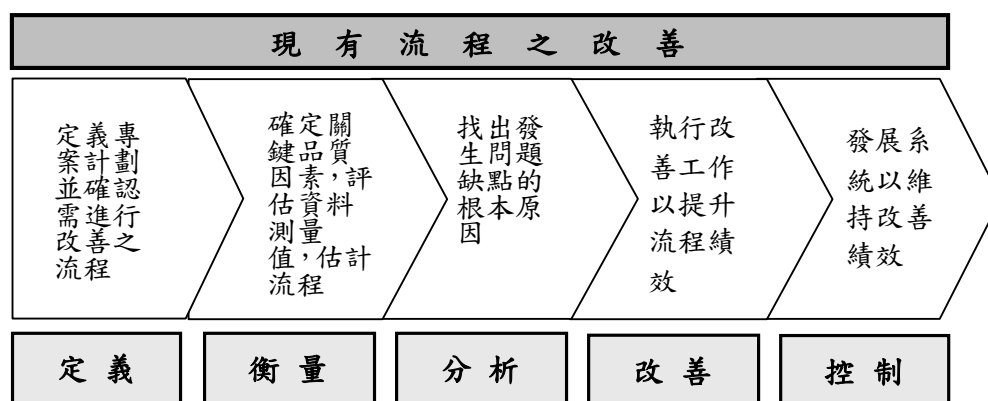 現有流程之改善
定義專
案計劃
並確認
需進行
改善之
流程
確定關
鍵品質
因素，評
估資料
測量
值，估計
流程
找出發
生問題
缺點的
根本原
因
執行改
善工作
以提升
流程績
效
發展系
統以維
持改善
績效
定義
衡量
分析
改善
控制